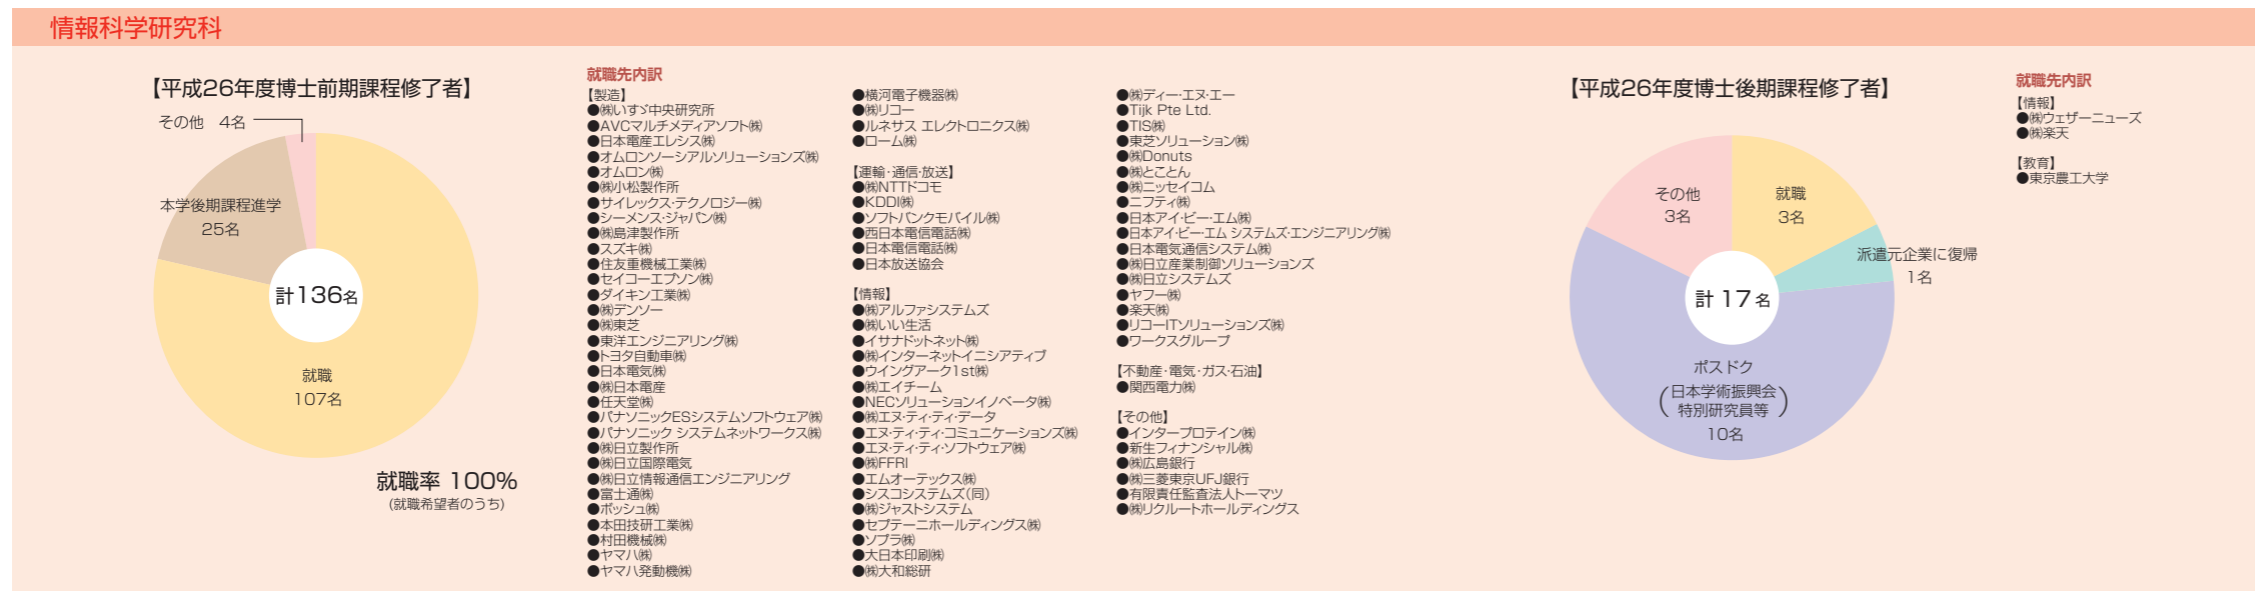 情報科学研究科
【平成26年度博士前期課程修了者】
その他　4名
本学後期課程進学
25名
計136名
就職
107名
就職率 100%
(就職希望者のうち)
就職先内訳
【製造】
●㈱いすゞ中央研究所
●AVCマルチメディアソフト㈱
●日本電産エレシス㈱
●オムロンソーシアルソリューションズ㈱
●オムロン㈱
●㈱小松製作所
●サイレックス・テクノロジー㈱
●シーメンス・ジャパン㈱
●㈱島津製作所
●スズキ㈱
●住友重機械工業㈱
●セイコーエプソン㈱
●ダイキン工業㈱
●㈱デンソー
●㈱東芝
●東洋エンジニアリング㈱
●トヨタ自動車㈱
●日本電気㈱
●㈱日本電産
●任天堂㈱
●パナソニックESシステムソフトウェア㈱
●パナソニック システムネットワークス㈱
●㈱日立製作所
●㈱日立国際電気
●㈱日立情報通信エンジニアリング
●富士通㈱
●ボッシュ㈱
●本田技研工業㈱
●村田機械㈱
●ヤマハ㈱
●ヤマハ発動機㈱
●横河電子機器㈱
●㈱リコー
●ルネサス エレクトロニクス㈱
●ローム㈱
【運輸・通信・放送】
●㈱NTTドコモ
●KDDI㈱
●ソフトバンクモバイル㈱
●西日本電信電話㈱
●日本電信電話㈱
●日本放送協会
【情報】
●㈱アルファシステムズ
●㈱いい生活
●イサナドットネット㈱
●㈱インターネットイニシアティブ
●ウイングアーク1st㈱
●㈱エイチーム
●NECソリューションイノベータ㈱
●㈱エヌ・ティ・ティ・データ
●エヌ・ティ・ティ・コミュニケーションズ㈱
●エヌ・ティ・ティ・ソフトウェア㈱
●㈱FFRI
●エムオーテックス㈱
●シスコシステムズ(同)
●㈱ジャストシステム
●セプテーニホールディングス㈱
●ソプラ㈱
●大日本印刷㈱
●㈱大和総研
●㈱ディー・エヌ・エー
●Tijk Pte Ltd.
●TIS㈱
●東芝ソリューション㈱
●㈱Donuts
●㈱とことん
●㈱ニッセイコム
●ニフティ㈱
●日本アイ・ビー・エム㈱
●日本アイ・ビー・エム システムズ・エンジニアリング㈱
●日本電気通信システム㈱
●㈱日立産業制御ソリューションズ
●㈱日立システムズ
●ヤフー㈱
●楽天㈱
●リコーITソリューションズ㈱
●ワークスグループ
【不動産・電気・ガス・石油】
●関西電力㈱
【その他】
●インタープロテイン㈱
●新生フィナンシャル㈱
●㈱広島銀行
●㈱三菱東京UFJ銀行
●有限責任監査法人トーマツ
●㈱リクルートホールディングス
【平成26年度博士後期課程修了者】
その他
3名
就職
3名
派遣元企業に復帰
1名
計 17 名
ポスドク
(日本学術振興会
特別研究員等)
10名
就職先内訳
【情報】
●㈱ウェザーニューズ
●㈱楽天
【教育】
●東京農工大学